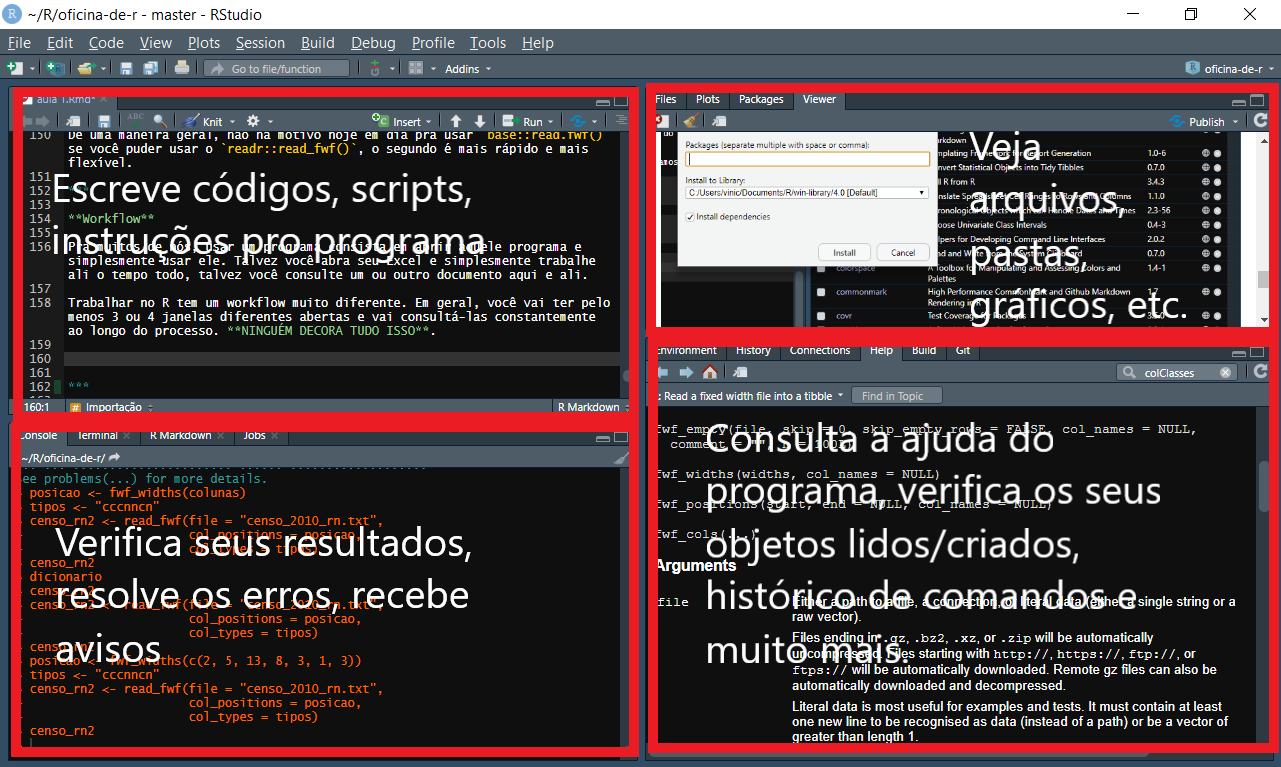 ~/R/oficina-de-r - master - RStudio
File Edit Code View Plots Session Build Debug Profile Tools Help
Go to file/function Addins oficina-de-r
aula 1.Rmd*
ABC Knit Insert Run
150 De uma maneira geral, não há motivo hoje em dia pra usar `base::read.fwf()`
se você puder usar o `readr::read_fwf()`, o segundo é mais rápido e mais
flexível.
151
Escreve códigos, scripts,
instruções pro programa
153
154 **Workflow**
155
156 Pra muitos de nós, usar um programa consiste em abrir aquele programa e
simplesmente usar ele. Talvez você abra seu Excel e simplesmente trabalhe
ali o tempo todo, talvez você consulte um ou outro documento aqui e ali.
157
158 Trabalhar no R tem um workflow muito diferente. Em geral, você vai ter pelo
menos 3 ou 4 janelas diferentes abertas e vai consultá-las constantemente
ao longo do processo. **NINGUÉM DECORA TUDO ISSO**.
159
160
161
162 ***
160:1 # Importação R Markdown
Console Terminal R Markdown Jobs
~/R/oficina-de-r/
ee problems(...) for more details.
posicao <- fwf_widths(colunas)
tipos <- "cccnncn"
censo_rn2 <- read_fwf(file = "censo_2010_rn.txt",
col_positions = posicao,
col_types = tipos)
Verifica seus resultados,
resolve os erros, recebe
avisos
censo_rn2
dicionario
censo_rn2
censo_rn2 <- read_fwf(file = "censo_2010_rn.txt",
col_positions = posicao,
col_types = tipos)
censo_rn2
posicao <- fwf_widths(c(2, 5, 13, 8, 3, 1, 3))
tipos <- "cccnncn"
censo_rn2 <- read_fwf(file = "censo_2010_rn.txt",
col_positions = posicao,
col_types = tipos)
censo_rn2
Files Plots Packages Viewer
Publish
Packages (separate multiple with space or comma):
Install to Library:
C:/Users/vinic/Documents/R/win-library/4.0 [Default]
Install dependencies
Install Cancel
Veja
arquivos,
pastas,
gráficos, etc.
rkdown
mplating Framework for Report Generation 1.0-6
nvert Statistical Objects into Tidy Tibbles 0.7.0
ll R from R 3.4.3
anslate Spreadsheet Cell Ranges to Rows and Columns 1.1.0
ronological Objects which can Handle Dates and Times 2.3-56
oose Univariate Class Intervals 0.4-3
lpers for Developing Command Line Interfaces 2.0.2
ad and Write from the System Clipboard 0.7.0
colorspace A Toolbox for Manipulating and Assessing Colors and
Palettes 1.4-1
commonmark High Performance CommonMark and Github Markdown
Rendering in R 1.7
covr Test Coverage for Packages
Environment History Connections Help Build Git
colClasses
: Read a fixed width file into a tibble Find in Topic
fwf_empty(file, skip = 0, skip_empty_rows = FALSE, col_names = NULL,
comment = "",
fwf_widths(widths, col_names = NULL)
fwf_positions(start, end = NULL, col_names = NULL)
fwf_cols(...)
Consulta a ajuda do
programa, verifica os seus
objetos lidos/criados,
histórico de comandos e
muito mais.
Arguments
file Either a path to a file, a connection, or literal data (either a single string or a
raw vector).
Files ending in .gz, .bz2, .xz, or .zip will be automatically
uncompressed. Files starting with http://, https://, ftp://, or
ftps:// will be automatically downloaded. Remote gz files can also be
automatically downloaded and decompressed.
Literal data is most useful for examples and tests. It must contain at least
one new line to be recognised as data (instead of a path) or be a vector of
greater than length 1.